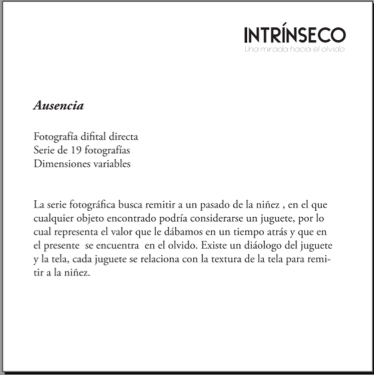 INTRÍNSECO
Una mirada hacia el olvido
Ausencia
Fotografía difital directa
Serie de 19 fotografías
Dimensiones variables
La serie fotográfica busca remitir a un pasado de la niñez , en el que
cualquier objeto encontrado podría considerarse un juguete, por lo
cual representa el valor que le dábamos en un tiempo atrás y que en
el presente  se encuentra  en el olvido. Existe un diáologo del juguete
y la tela, cada juguete se relaciona con la textura de la tela para remi-
tir a la niñez.